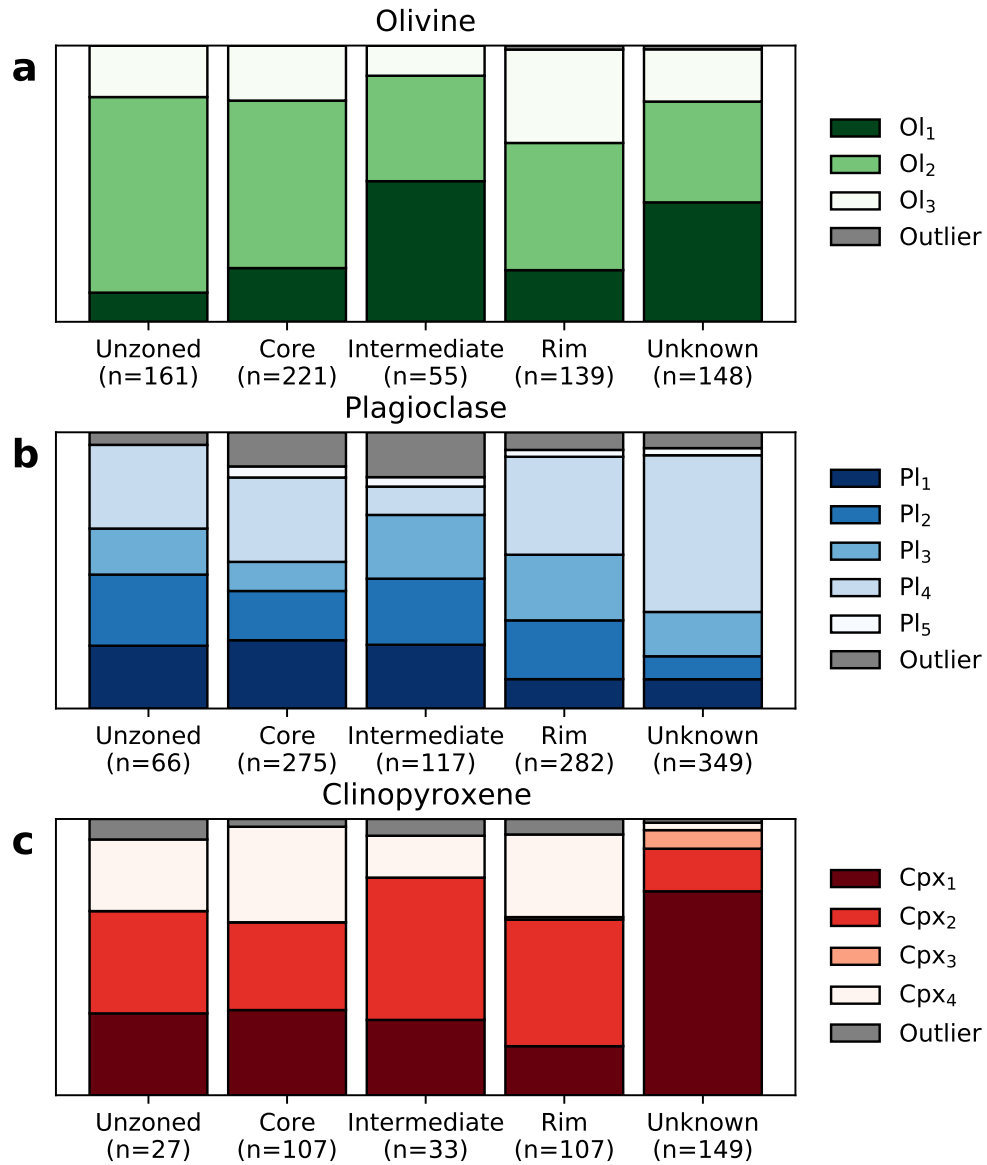 Olivine
a
Ol₁
Ol₂
Ol₃
Outlier
Unzoned
(n=161)
Core
(n=221)
Intermediate
(n=55)
Rim
(n=139)
Unknown
(n=148)
Plagioclase
b
Pl₁
Pl₂
Pl₃
Pl₄
Pl₅
Outlier
Unzoned
(n=66)
Core
(n=275)
Intermediate
(n=117)
Rim
(n=282)
Unknown
(n=349)
Clinopyroxene
c
Cpx₁
Cpx₂
Cpx₃
Cpx₄
Outlier
Unzoned
(n=27)
Core
(n=107)
Intermediate
(n=33)
Rim
(n=107)
Unknown
(n=149)